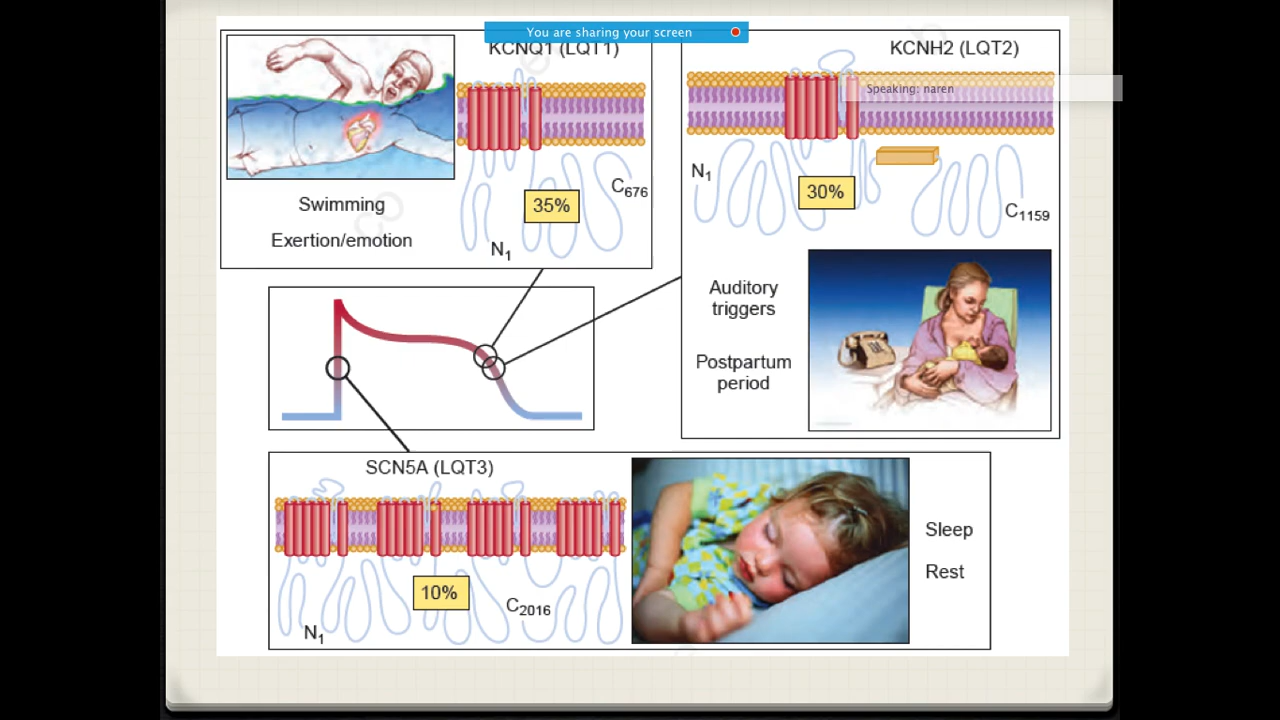 You are sharing your screen
KCNQ1 (LQT1)
Swimming
Exertion/emotion
35%
C676
N1
KCNH2 (LQT2)
Speaking: naren
N1
30%
C1159
Auditory
triggers
Postpartum
period
SCN5A (LQT3)
10%
C2016
N1
Sleep
Rest